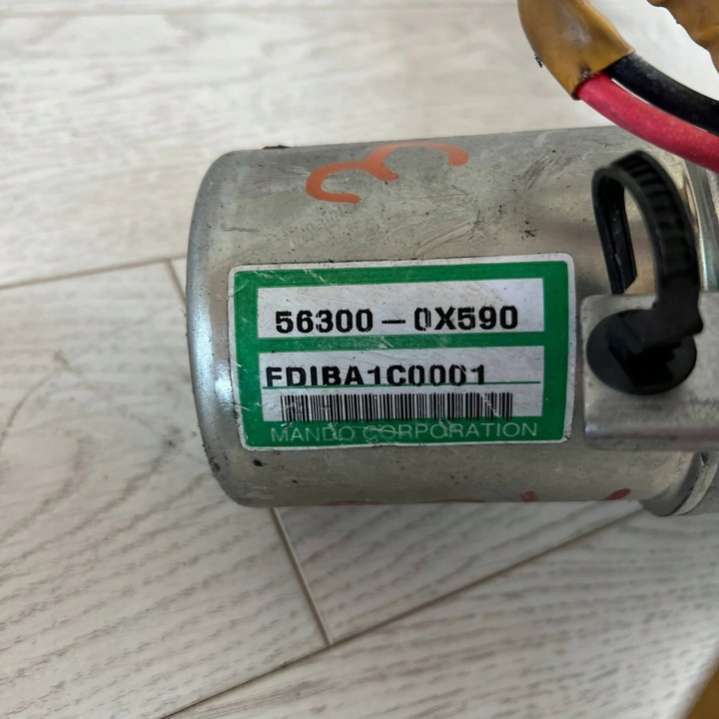 56300-0X590
FDIBA1C0001
MANDO CORPORATION